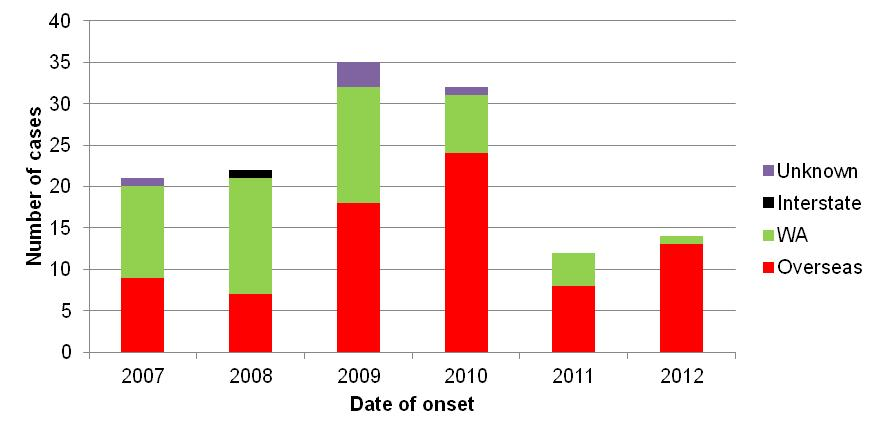 40
35
30
25
20
15
10
5
0
Number of cases
2007 2008 2009 2010 2011 2012
Date of onset
Unknown
Interstate
WA
Overseas